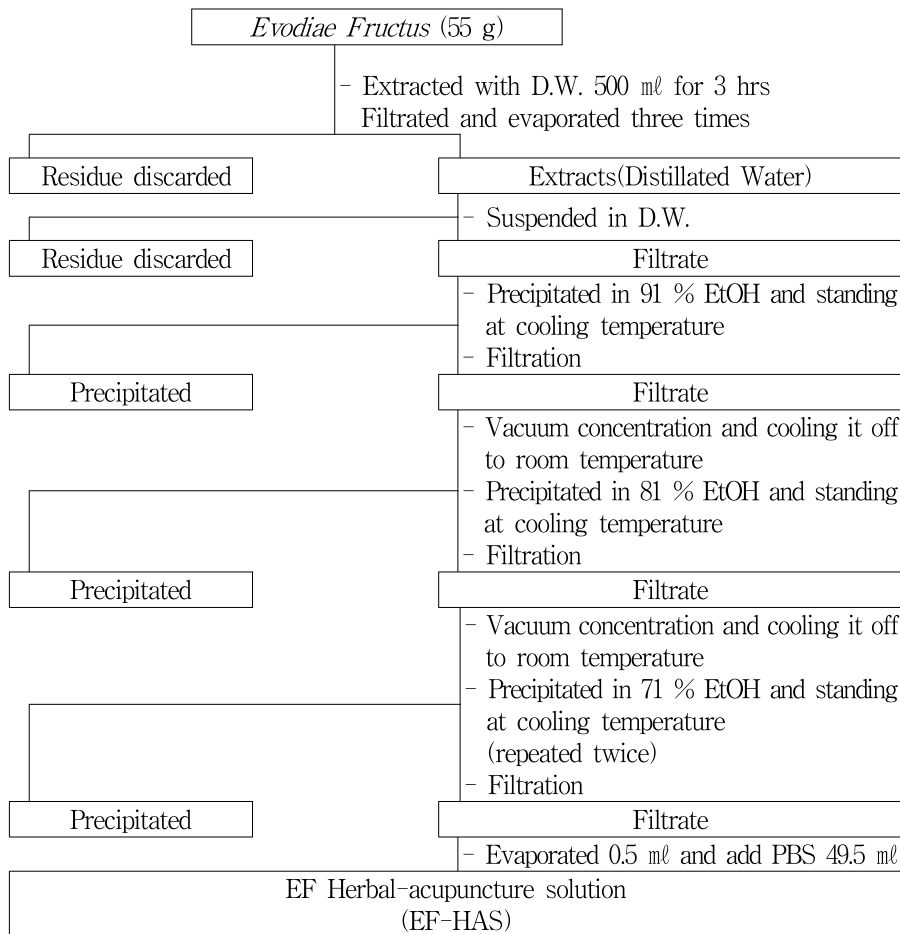 Evodiae Fructus (55 g)
- Extracted with D.W. 500 ㎖ for 3 hrs
Filtrated and evaporated three times
Residue discarded
Extracts(Distillated Water)
- Suspended in D.W.
Residue discarded
Filtrate
- Precipitated in 91 % EtOH and standing
at cooling temperature
- Filtration
Precipitated
Filtrate
- Vacuum concentration and cooling it off
to room temperature
- Precipitated in 81 % EtOH and standing
at cooling temperature
- Filtration
Precipitated
Filtrate
- Vacuum concentration and cooling it off
to room temperature
- Precipitated in 71 % EtOH and standing
at cooling temperature
(repeated twice)
- Filtration
Precipitated
Filtrate
- Evaporated 0.5 ㎖ and add PBS 49.5 ㎖
EF Herbal-acupuncture solution
(EF-HAS)